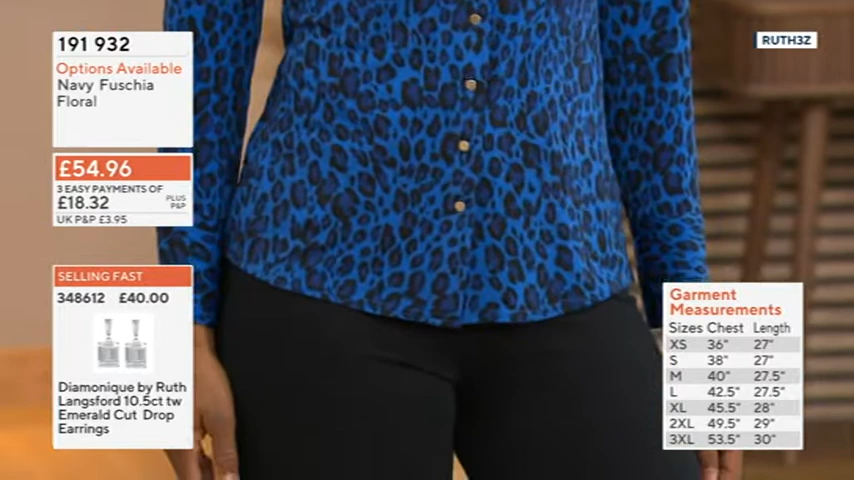 191 932
Options Available
Navy Fuschia
Floral
£54.96
3 EASY PAYMENTS OF
£18.32
PLUS
P&P
UK P&P £3.95
SELLING FAST
348612 £40.00
Diamonique by Ruth
Langsford 10.5ct tw
Emerald Cut Drop
Earrings
RUTH3Z
Garment
Measurements
Sizes Chest Length
XS 36" 27"
S 38" 27"
M 40" 27.5"
L 42.5" 27.5"
XL 45.5" 28"
2XL 49.5" 29"
3XL 53.5" 30"